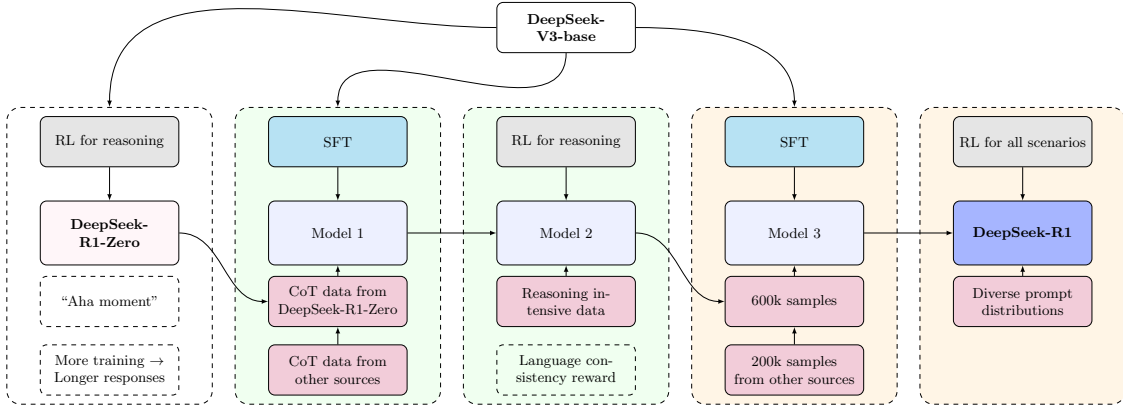 DeepSeek-
V3-base
RL for reasoning
DeepSeek-
R1-Zero
“Aha moment”
More training →
Longer responses
SFT
Model 1
CoT data from
DeepSeek-R1-Zero
CoT data from
other sources
RL for reasoning
Model 2
Reasoning in-
tensive data
Language con-
sistency reward
SFT
Model 3
600k samples
200k samples
from other sources
RL for all scenarios
DeepSeek-R1
Diverse prompt
distributions